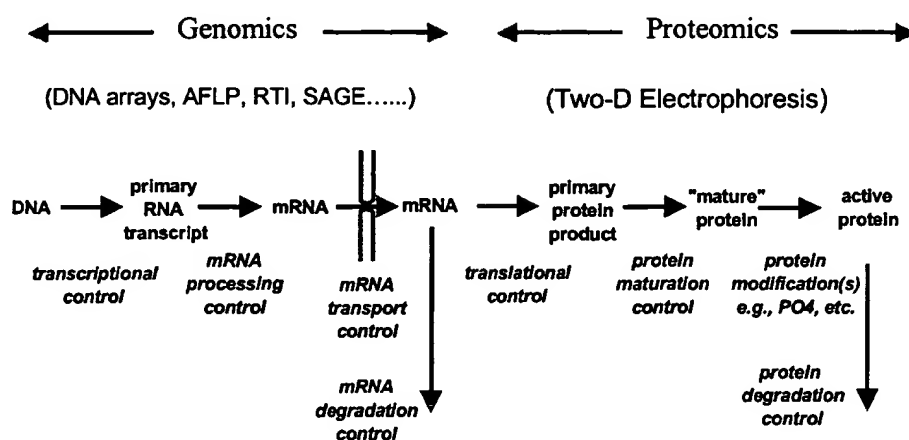 Genomics
Proteomics
(DNA arrays, AFLP, RTI, SAGE......)
(Two-D Electrophoresis)
DNA
primary
RNA
transcript
mRNA
mRNA
primary
protein
product
"mature"
protein
active
protein
transcriptional
control
mRNA
processing
control
mRNA
transport
control
translational
control
protein
maturation
control
protein
modification(s)
e.g., PO4, etc.
mRNA
degradation
control
protein
degradation
control